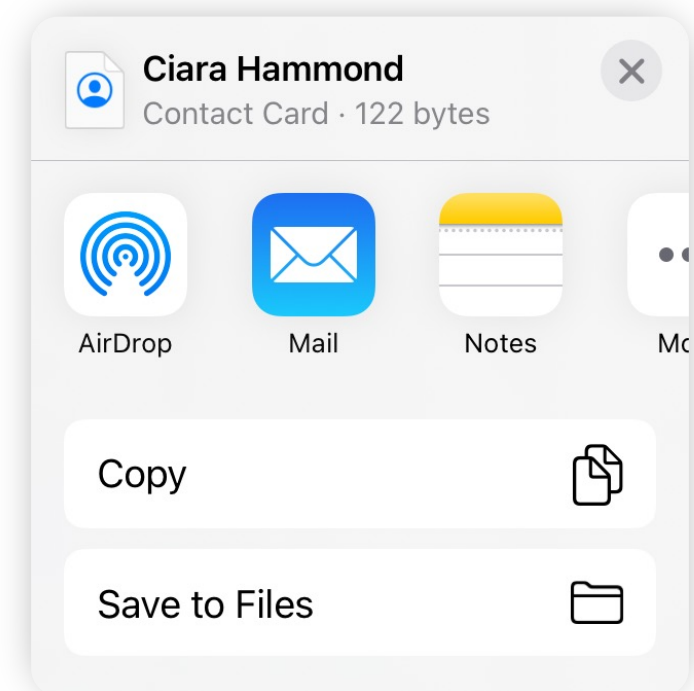 Ciara Hammond
Contact Card · 122 bytes
AirDrop Mail Notes
Copy
Save to Files